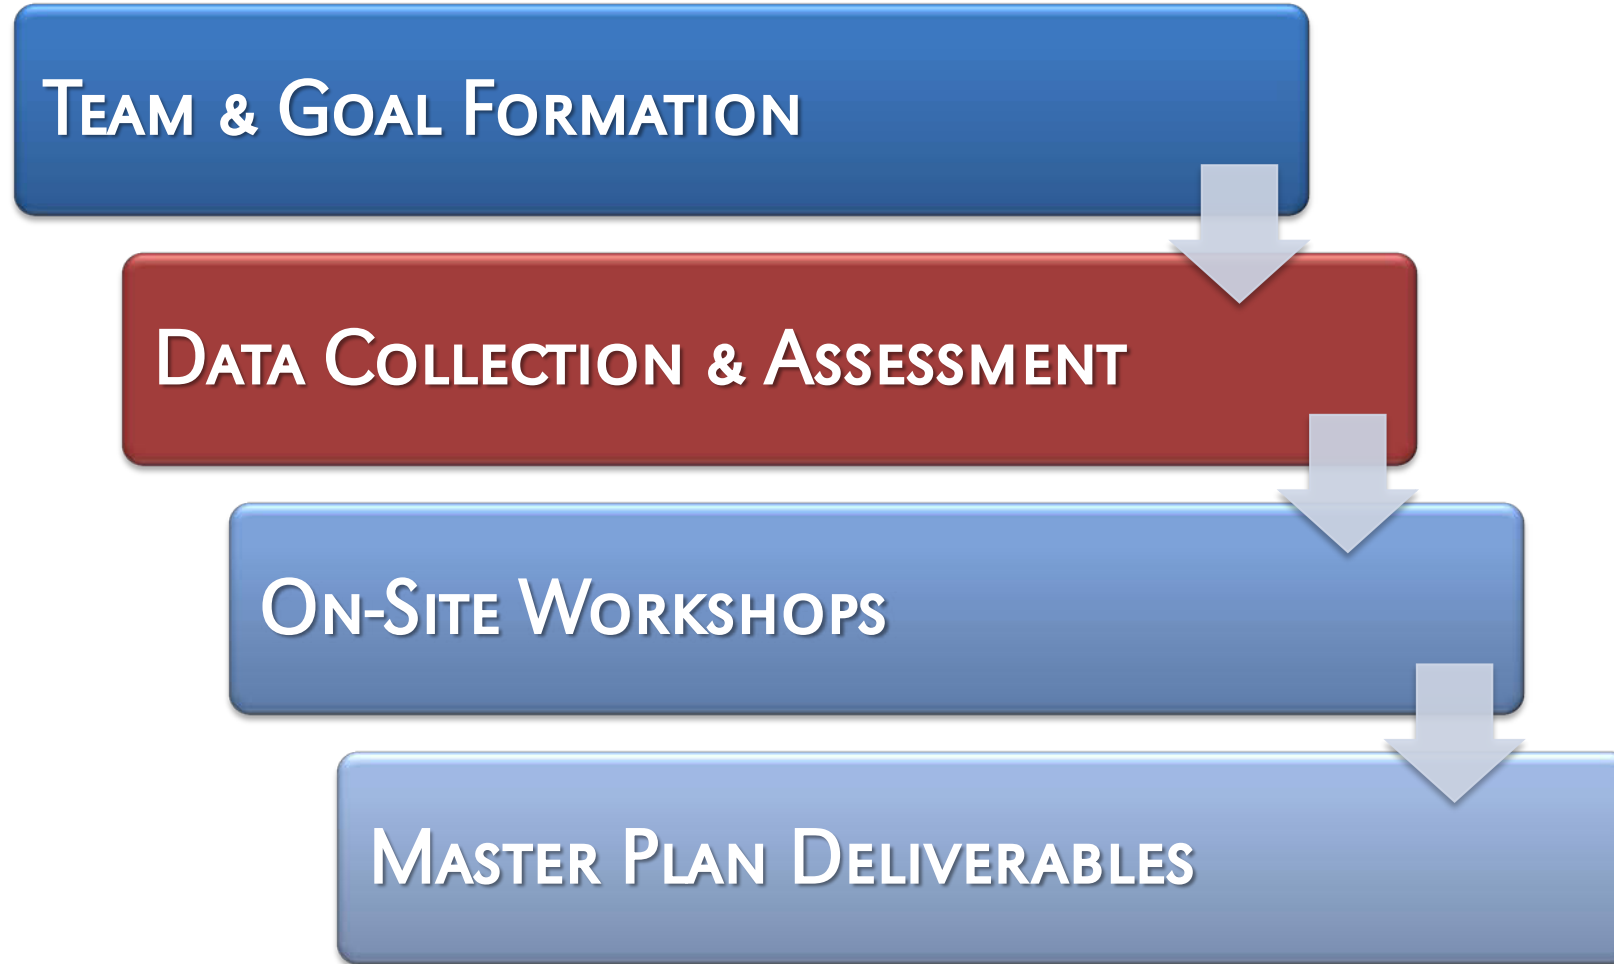 Team & Goal Formation
Data Collection & Assessment
On-Site Workshops
Master Plan Deliverables